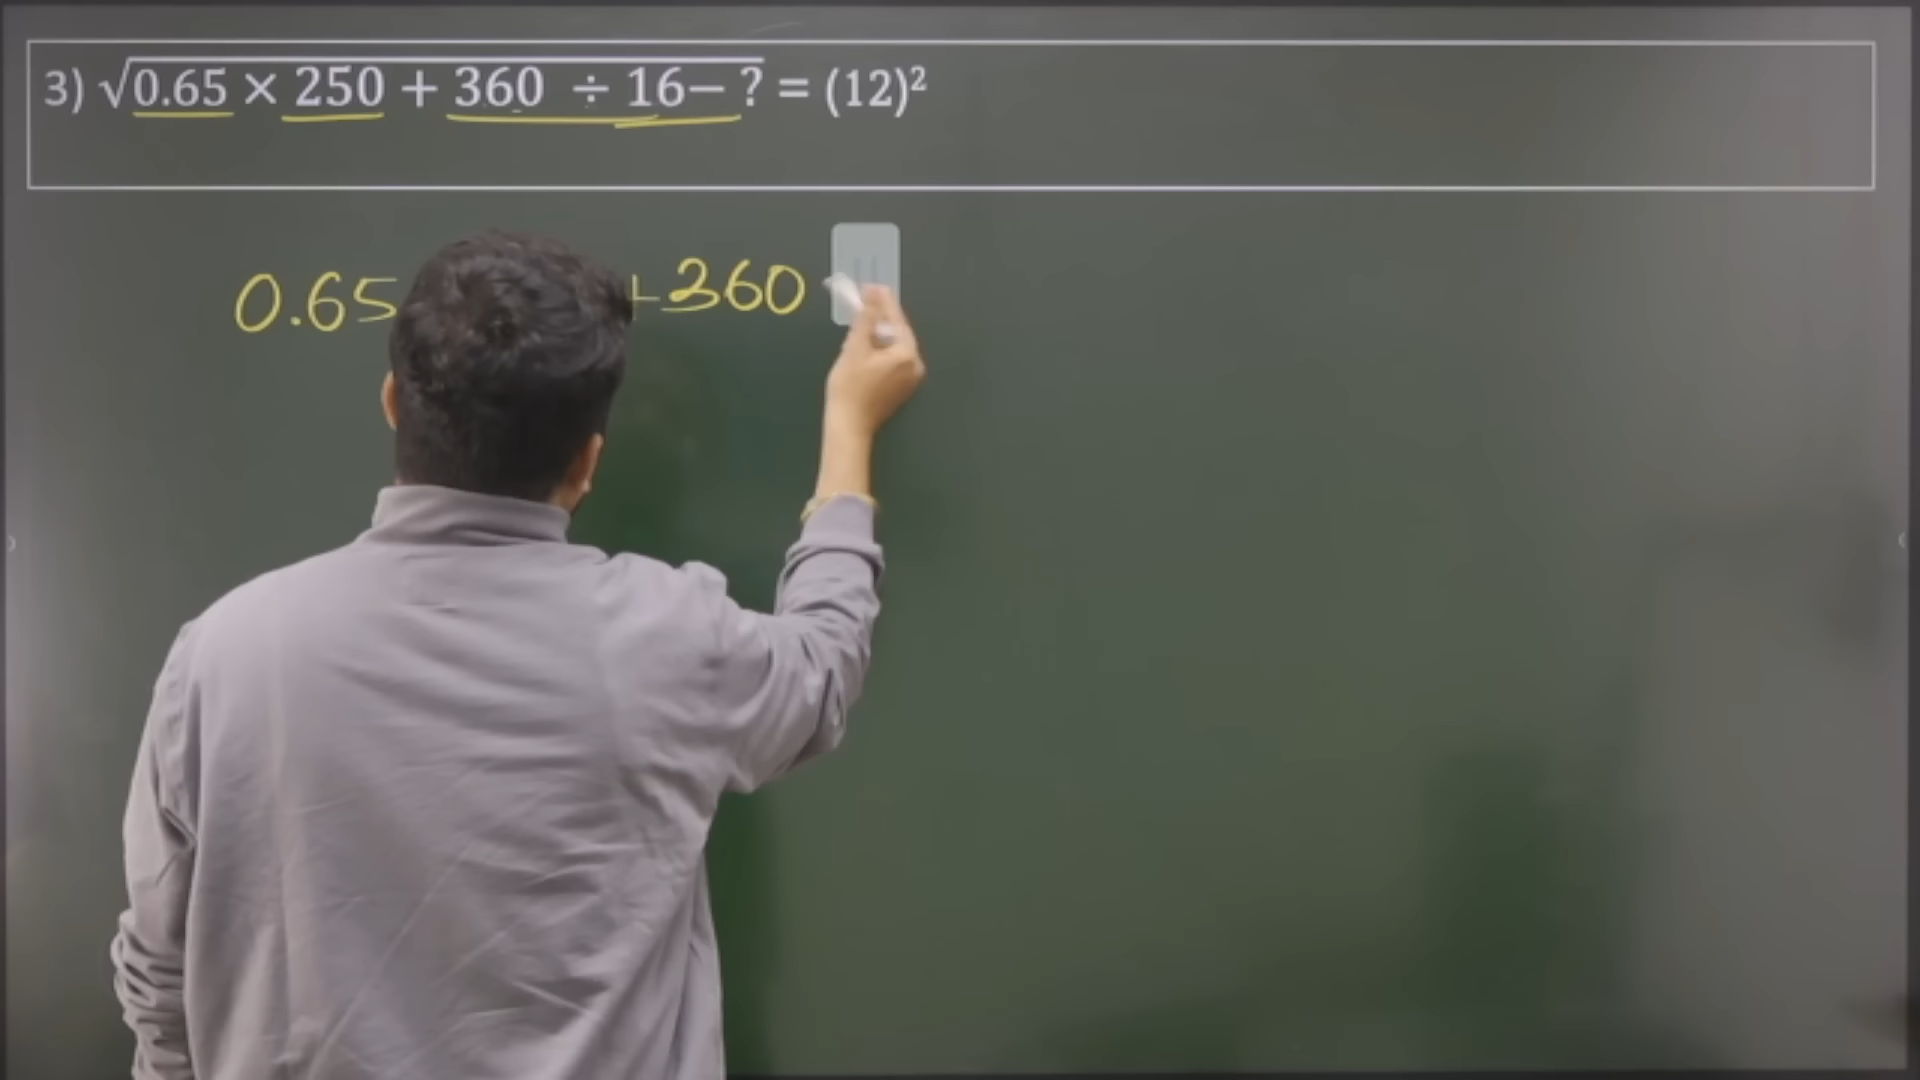 3) √0.65 × 250 + 360 ÷ 16− ? = (12)²
0.65 +360